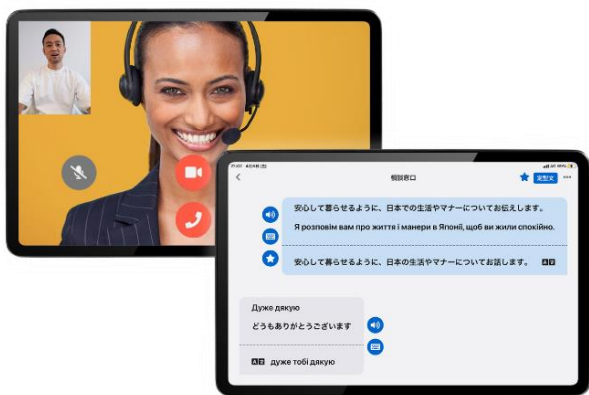 相談窓口
定型文
安心して暮らせるように、日本での生活やマナーについてお伝えします。
Я розповім вам про життя і манери в Японії, щоб ви жили спокійно.
安心して暮らせるように、日本の生活やマナーについてお話します。
Дуже дякую
どうもありがとうございます
дуже тобі дякую